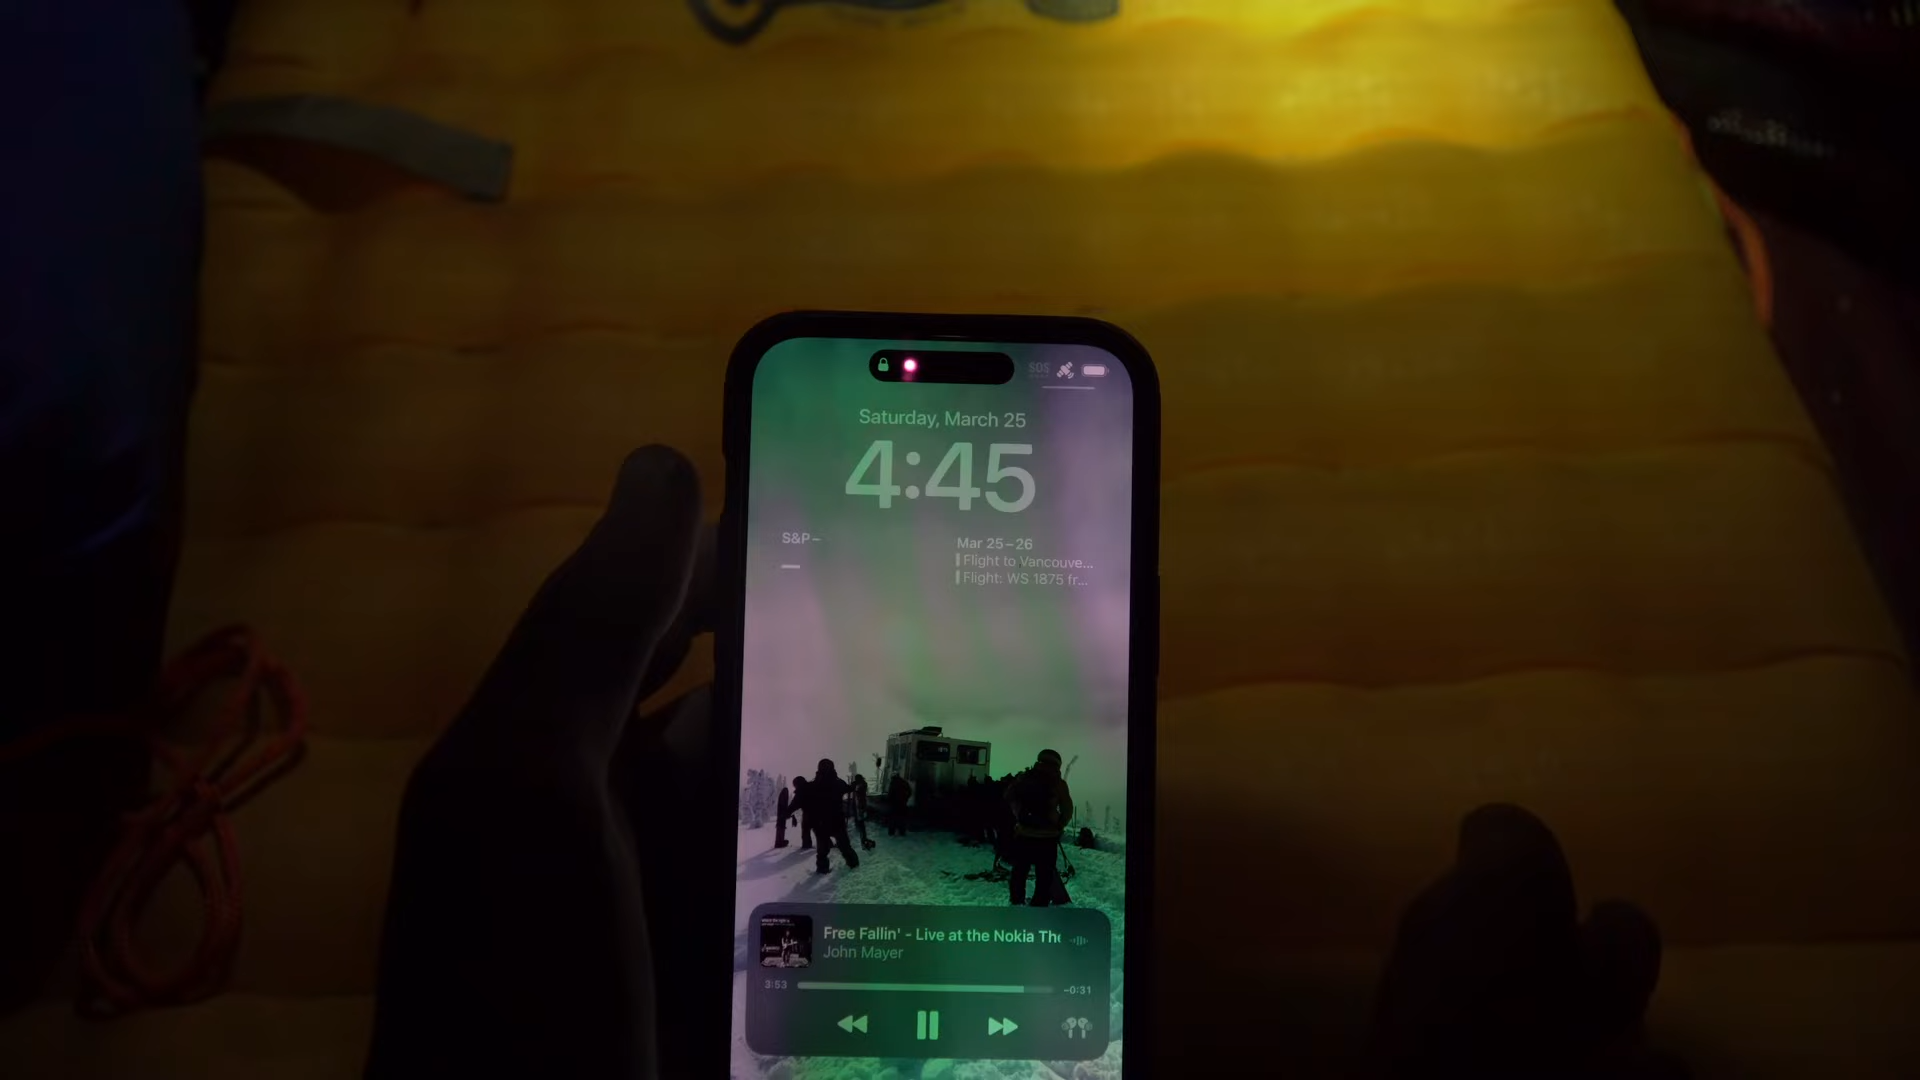 SOS
Saturday, March 25
4:45
S&P –
—
Mar 25–26
Flight to Vancouve...
Flight: WS 1875 fr...
Free Fallin' - Live at the Nokia The
John Mayer
3:53
-0:31